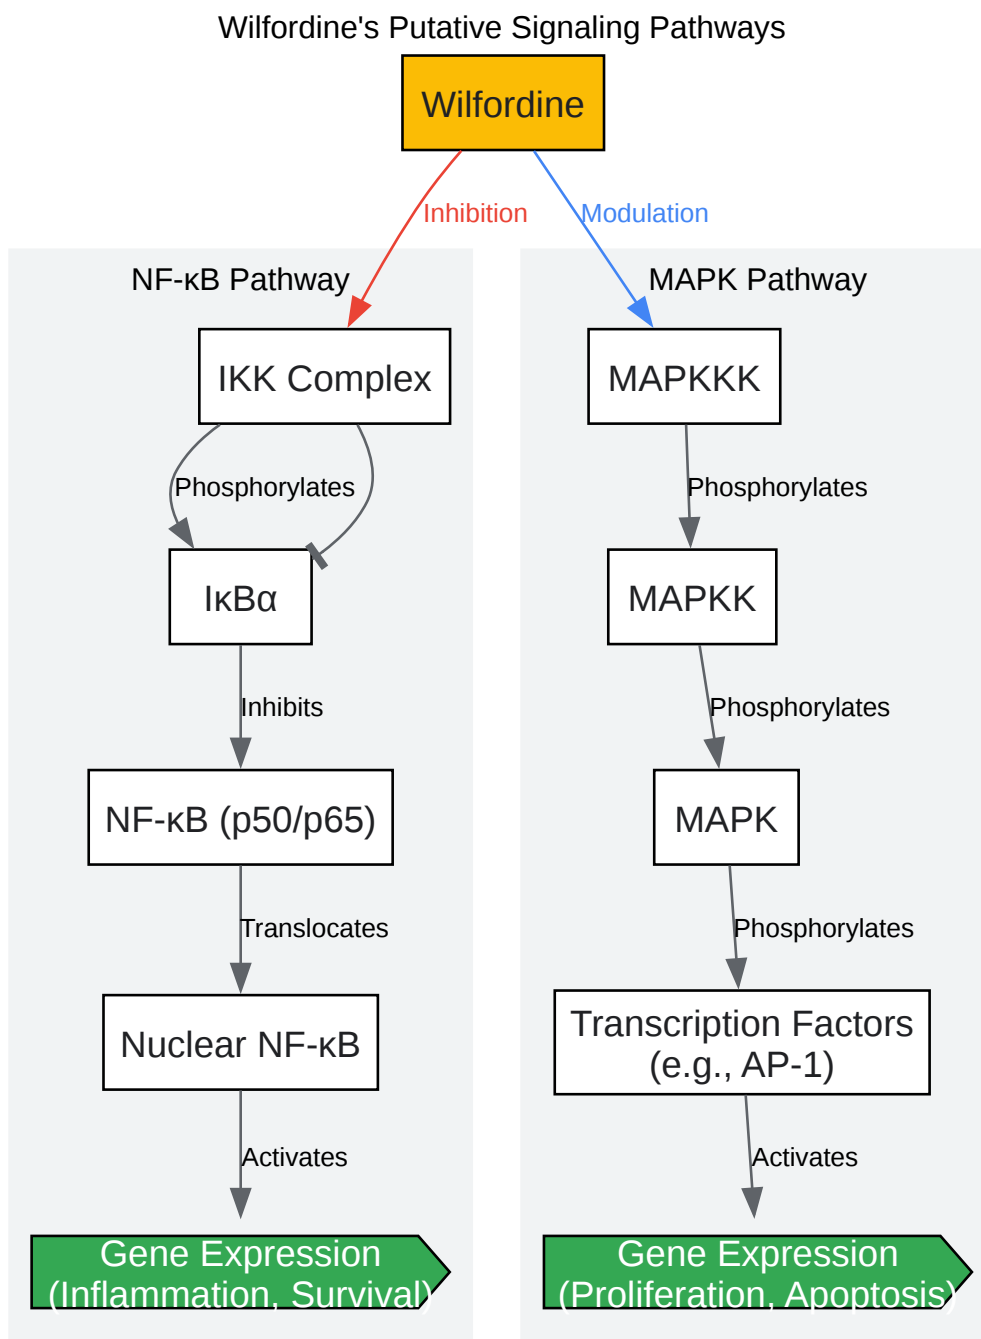 Wilfordine's Putative Signaling Pathways
Wilfordine
Inhibition
Modulation
NF-κB Pathway
IKK Complex
Phosphorylates
IκBα
Inhibits
NF-κB (p50/p65)
Translocates
Nuclear NF-κB
Activates
Gene Expression
(Inflammation, Survival)
MAPK Pathway
MAPKKK
Phosphorylates
MAPKK
Phosphorylates
MAPK
Phosphorylates
Transcription Factors
(e.g., AP-1)
Activates
Gene Expression
(Proliferation, Apoptosis)